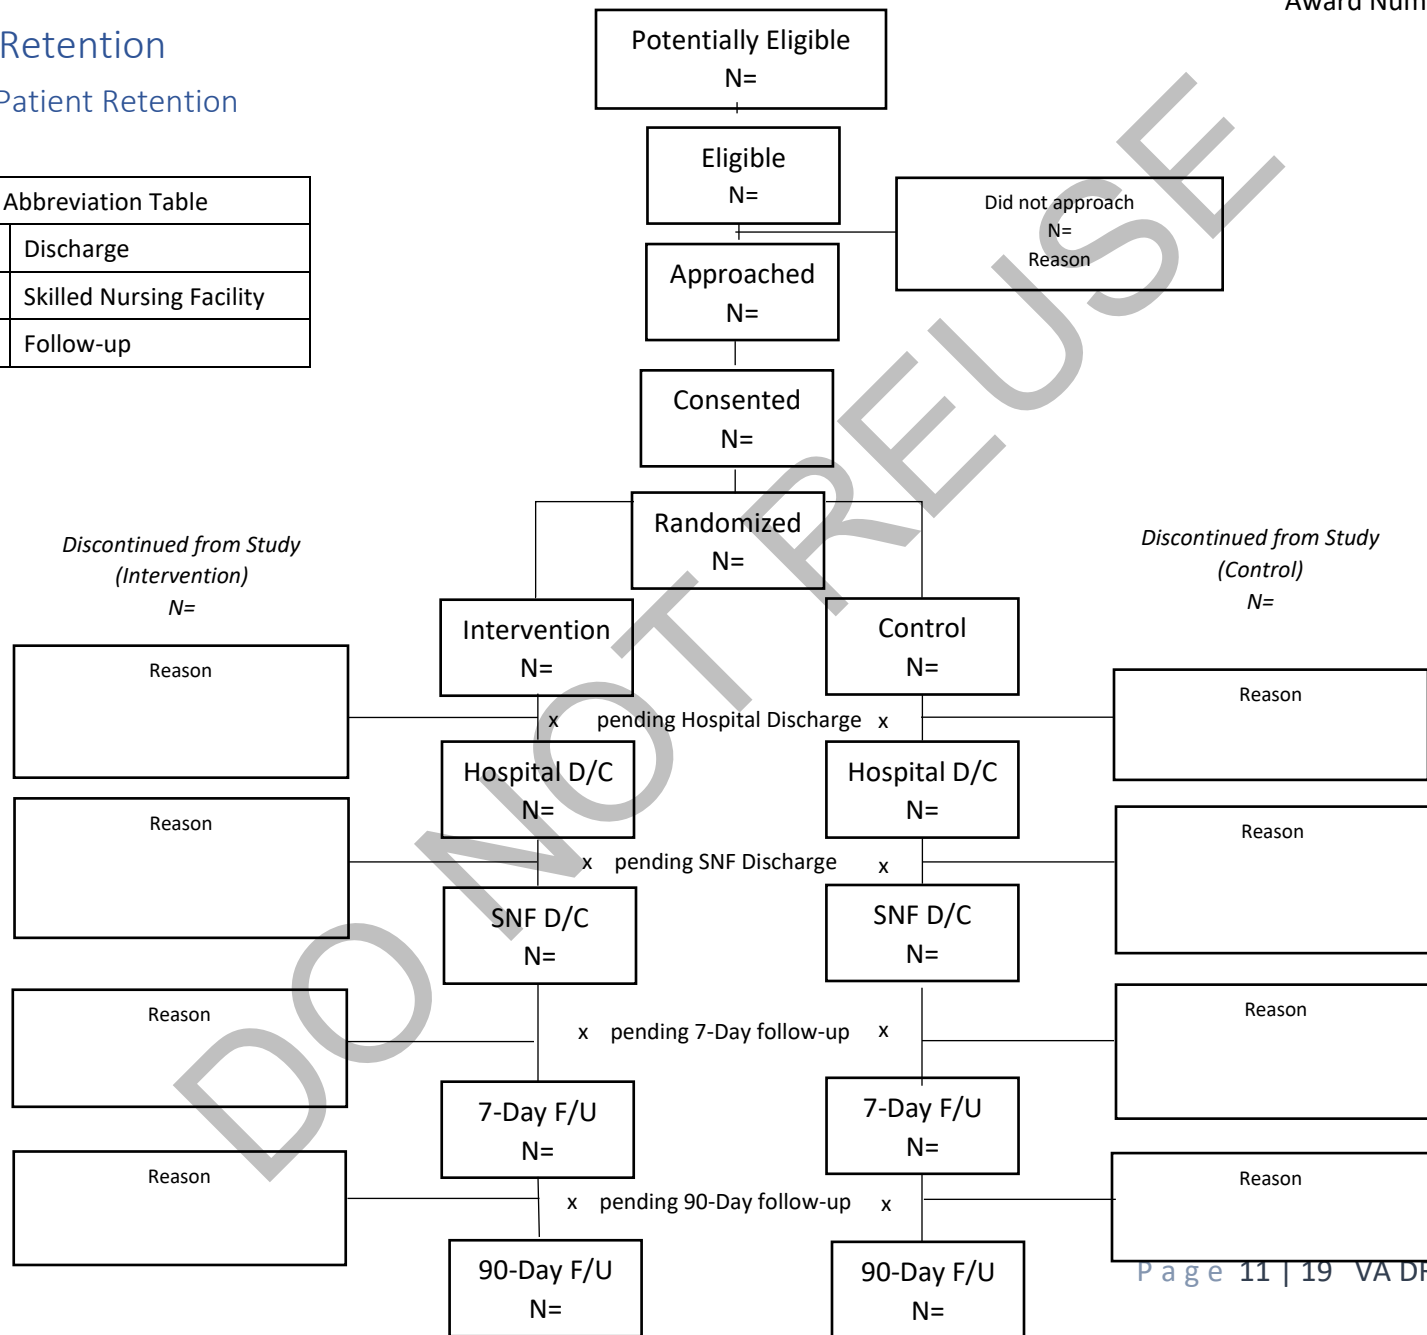 Award Num
Retention
Patient Retention
Potentially Eligible
N=
Eligible
N=
Did not approach
N=
Reason
Abbreviation Table
Discharge
Skilled Nursing Facility
Follow-up
Approached
N=
Consented
N=
Randomized
N=
Discontinued from Study
(Intervention)
N=
Discontinued from Study
(Control)
N=
Intervention
N=
Control
N=
Reason
Reason
x pending Hospital Discharge x
Hospital D/C
N=
Hospital D/C
N=
Reason
Reason
x pending SNF Discharge x
SNF D/C
N=
SNF D/C
N=
Reason
Reason
x pending 7-Day follow-up x
7-Day F/U
N=
7-Day F/U
N=
Reason
Reason
x pending 90-Day follow-up x
90-Day F/U
N=
90-Day F/U
N=
Page 11 | 19 VA DF
DO NOT REUSE